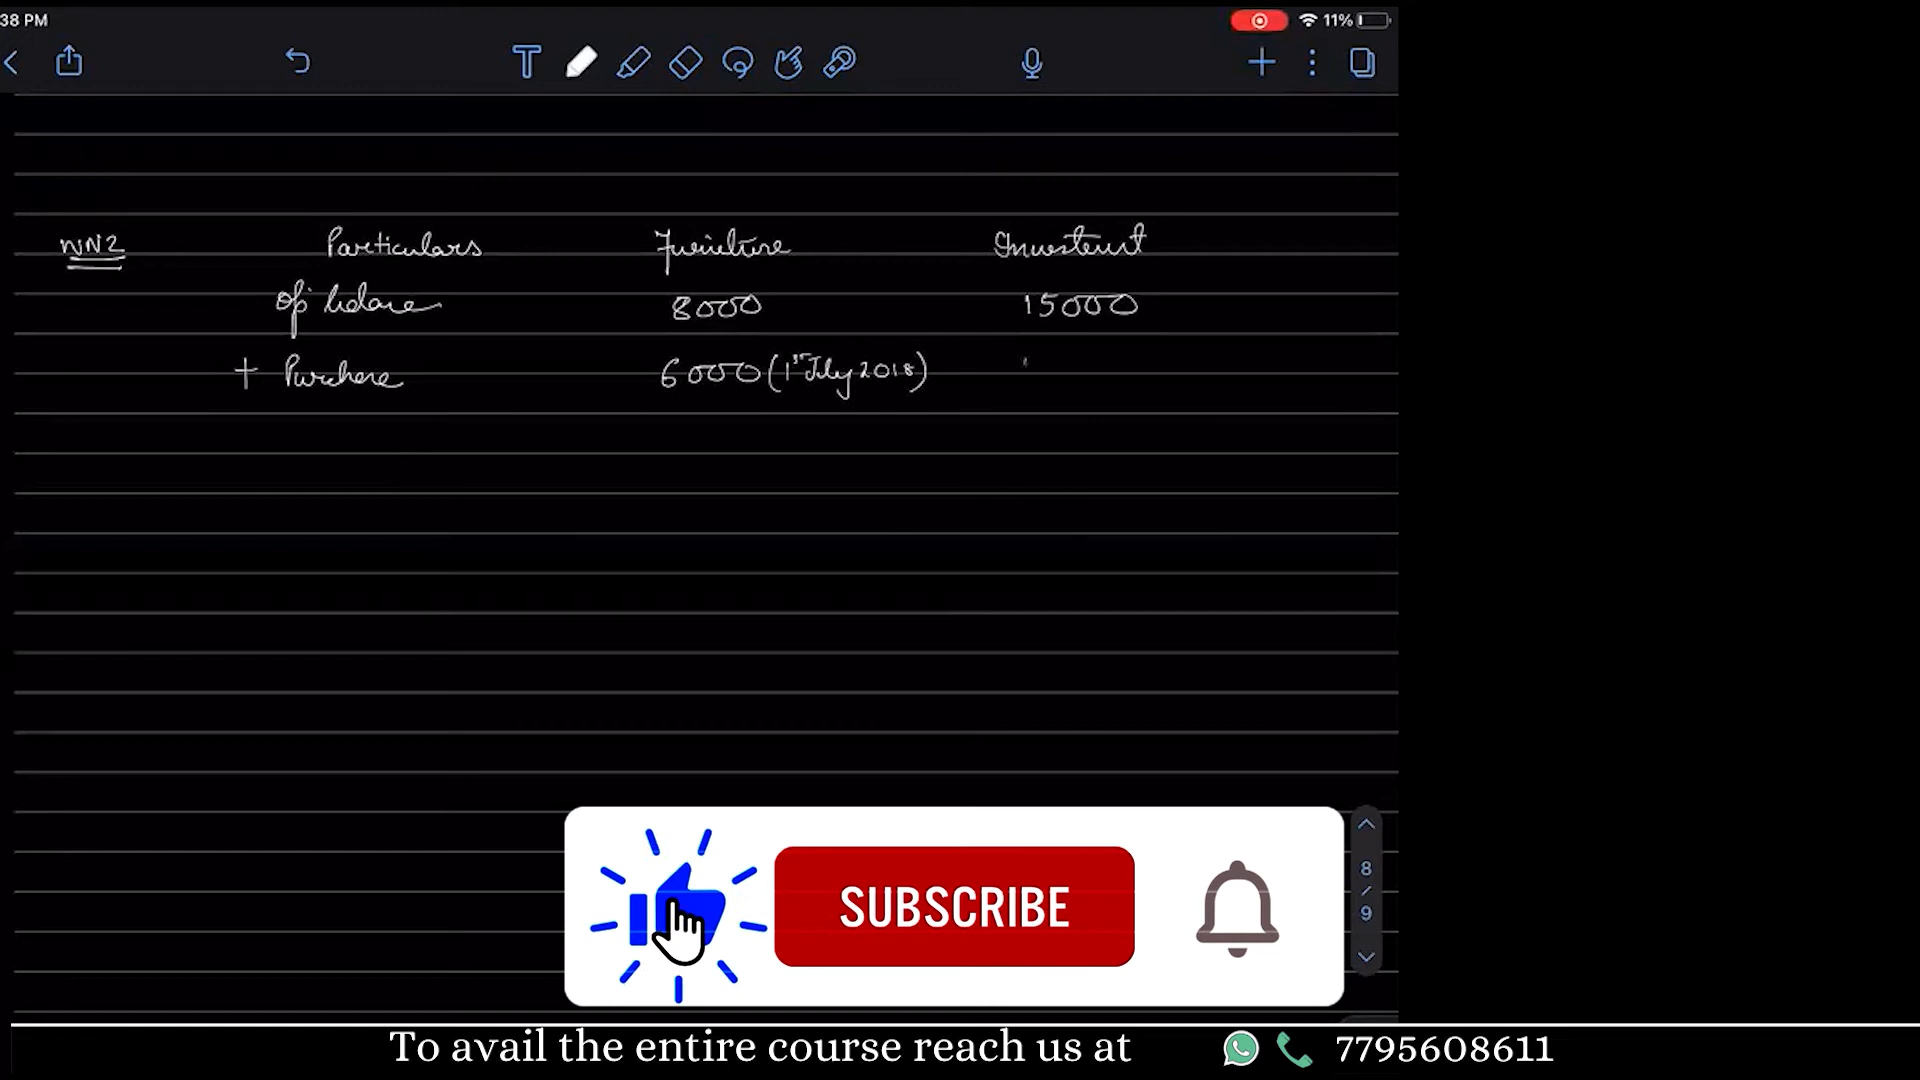 38 PM 11%
WN2 Particulars Furniture Investment
Op balance 8000 15000
+ Purchase 6000 (1st July 2018)
SUBSCRIBE
8
/
9
To avail the entire course reach us at 7795608611